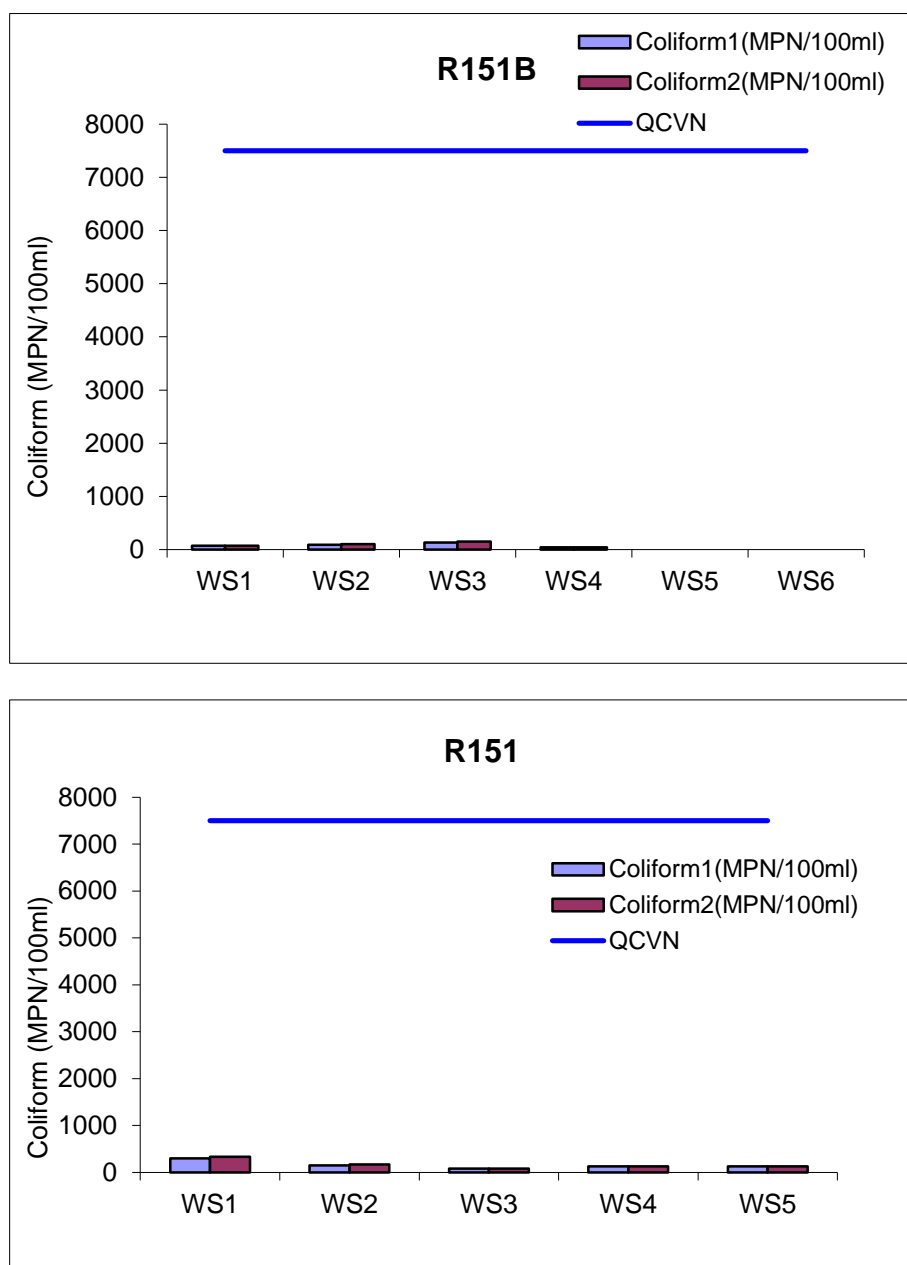 R151B
Coliform1(MPN/100ml)
Coliform2(MPN/100ml)
QCVN
Coliform (MPN/100ml)
8000
7000
6000
5000
4000
3000
2000
1000
0
WS1 WS2 WS3 WS4 WS5 WS6
R151
Coliform (MPN/100ml)
8000
7000
6000
5000
4000
3000
2000
1000
0
Coliform1(MPN/100ml)
Coliform2(MPN/100ml)
QCVN
WS1 WS2 WS3 WS4 WS5